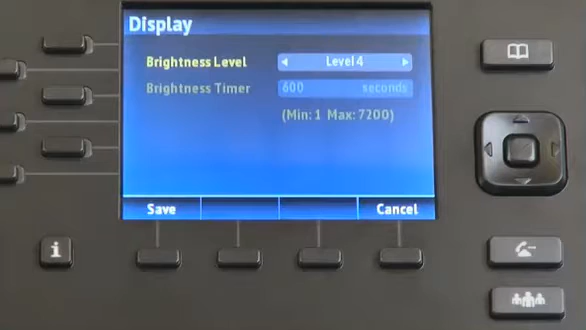 Display
Brightness Level Level 4
Brightness Timer 600 seconds
(Min: 1 Max: 7200)
Save Cancel
i